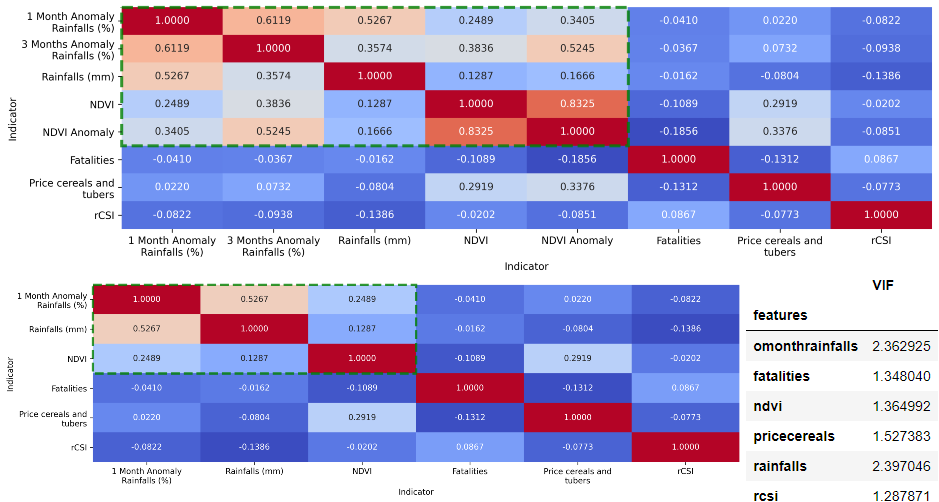 1 Month Anomaly
Rainfalls (%)
1.0000 0.6119 0.5267 0.2489 0.3405 -0.0410 0.0220 -0.0822
3 Months Anomaly
Rainfalls (%)
0.6119 1.0000 0.3574 0.3836 0.5245 -0.0367 0.0732 -0.0938
Rainfalls (mm) 0.5267 0.3574 1.0000 0.1287 0.1666 -0.0162 -0.0804 -0.1386
NDVI 0.2489 0.3836 0.1287 1.0000 0.8325 -0.1089 0.2919 -0.0202
NDVI Anomaly 0.3405 0.5245 0.1666 0.8325 1.0000 -0.1856 0.3376 -0.0851
Fatalities -0.0410 -0.0367 -0.0162 -0.1089 -0.1856 1.0000 -0.1312 0.0867
Price cereals and
tubers
0.0220 0.0732 -0.0804 0.2919 0.3376 -0.1312 1.0000 -0.0773
rCSI -0.0822 -0.0938 -0.1386 -0.0202 -0.0851 0.0867 -0.0773 1.0000
Indicator
1 Month Anomaly
Rainfalls (%)
3 Months Anomaly
Rainfalls (%)
Rainfalls (mm)
NDVI
NDVI Anomaly
Fatalities
Price cereals and
tubers
rCSI
Indicator
1 Month Anomaly
Rainfalls (%)
1.0000 0.5267 0.2489 -0.0410 0.0220 -0.0822
Rainfalls (mm) 0.5267 1.0000 0.1287 -0.0162 -0.0804 -0.1386
NDVI 0.2489 0.1287 1.0000 -0.1089 0.2919 -0.0202
Fatalities -0.0410 -0.0162 -0.1089 1.0000 -0.1312 0.0867
Price cereals and
tubers
0.0220 -0.0804 0.2919 -0.1312 1.0000 -0.0773
rCSI -0.0822 -0.1386 -0.0202 0.0867 -0.0773 1.0000
Indicator
1 Month Anomaly
Rainfalls (%)
Rainfalls (mm)
NDVI
Fatalities
Price cereals and
tubers
rCSI
Indicator
VIF
features
omonthrainfalls 2.362925
fatalities 1.348040
ndvi 1.364992
pricecereals 1.527383
rainfalls 2.397046
rcsi 1.287871